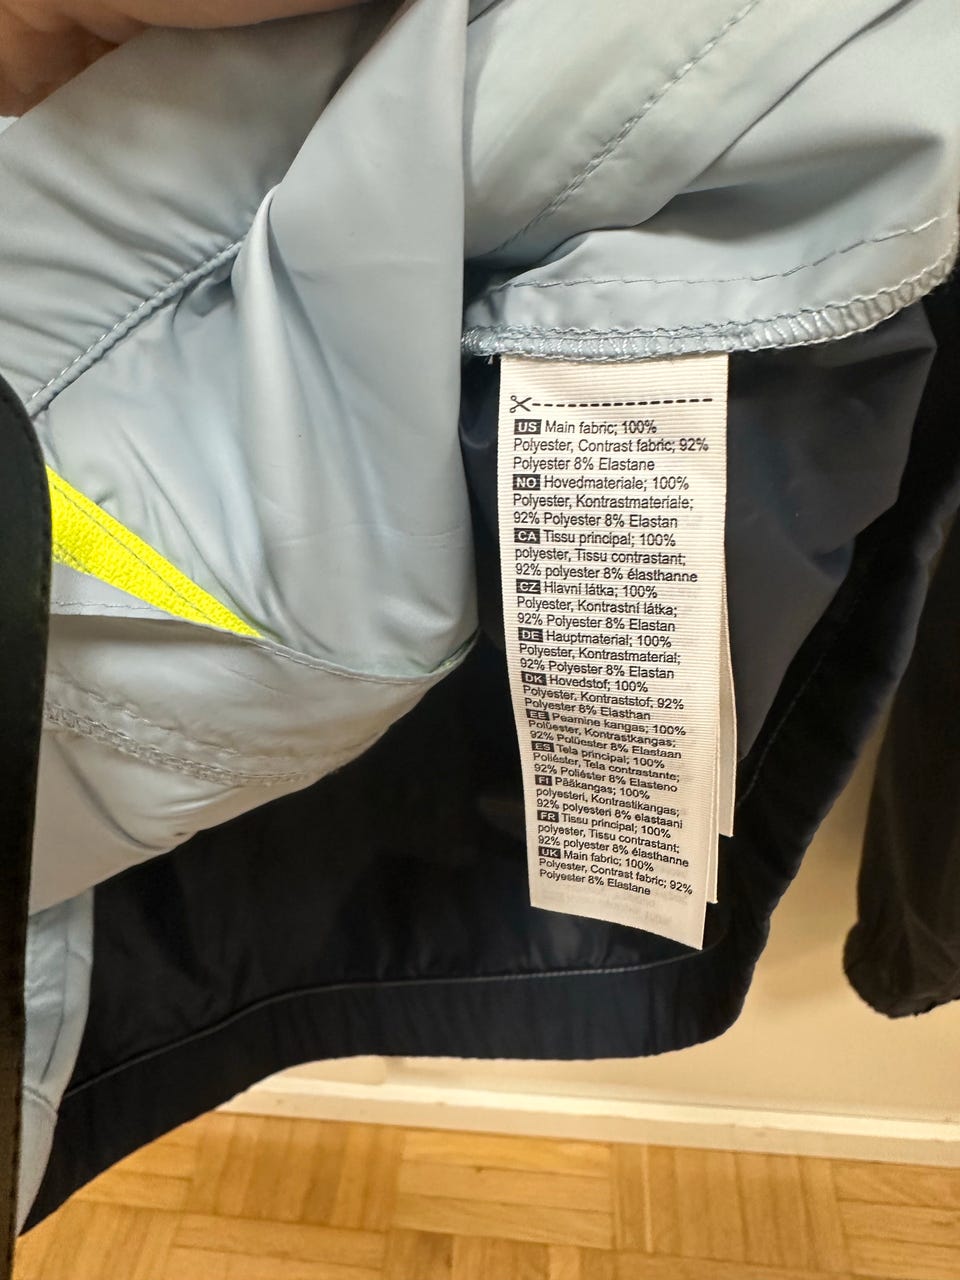 US Main fabric; 100%
Polyester, Contrast fabric; 92%
Polyester 8% Elastane
NO Hovedmateriale; 100%
Polyester, Kontrastmateriale;
92% Polyester 8% Elastan
CA Tissu principal; 100%
polyester, Tissu contrastant;
92% polyester 8% élasthanne
CZ Hlavní látka; 100%
Polyester, Kontrastní látka;
92% Polyester 8% Elastan
DE Hauptmaterial; 100%
Polyester, Kontrastmaterial;
92% Polyester 8% Elastan
DK Hovedstof; 100%
Polyester, Kontraststof; 92%
Polyester 8% Elasthan
EE Peamine kangas; 100%
Polüester, Kontrastkangas;
92% Polüester 8% Elastaan
ES Tela principal; 100%
Poliéster, Tela contrastante;
92% Poliéster 8% Elasteno
FI Pääkangas; 100%
polyesteri, Kontrastikangas;
92% polyesteri 8% elastaani
FR Tissu principal; 100%
polyester, Tissu contrastant;
92% polyester 8% élasthanne
UK Main fabric; 100%
Polyester, Contrast fabric; 92%
Polyester 8% Elastane